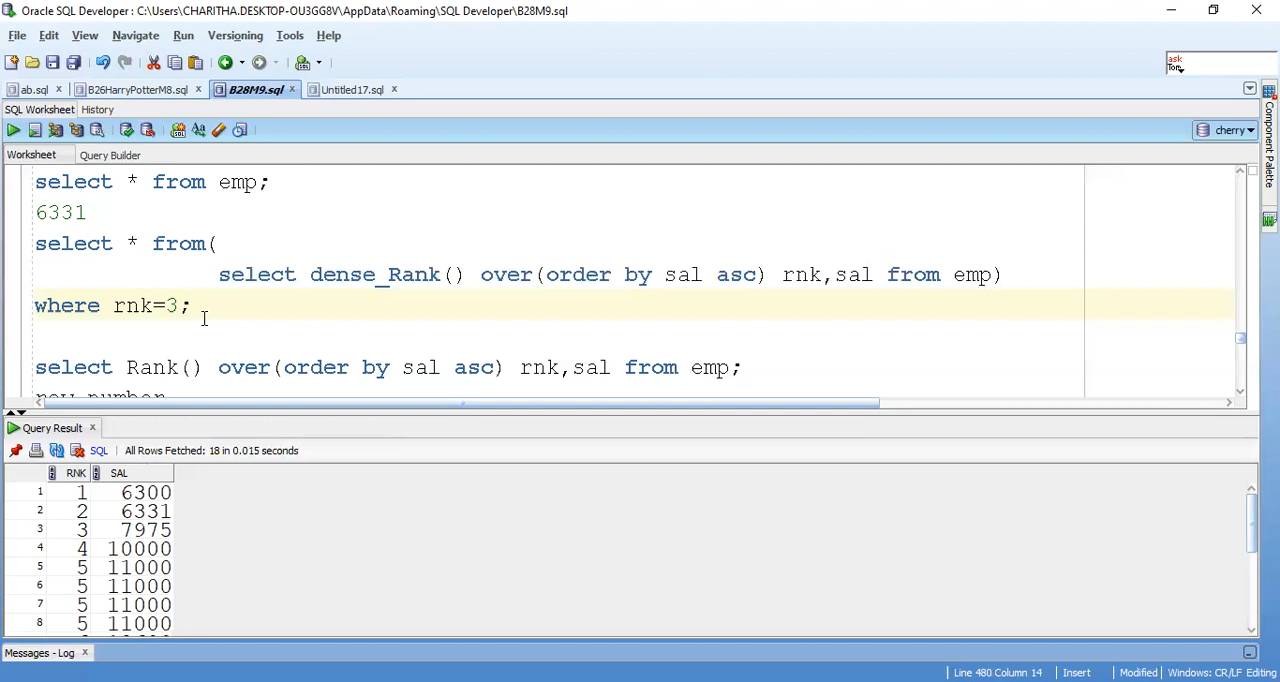 Oracle SQL Developer : C:\Users\CHARITHA.DESKTOP-OU3GG8V\AppData\Roaming\SQL Developer\B28M9.sql
File Edit View Navigate Run Versioning Tools Help
ask
Tom
ab.sql B26HarryPotterM8.sql B28M9.sql Untitled17.sql
SQL Worksheet History
cherry
Worksheet Query Builder
Component Palette
select * from emp;
6331
select * from(
select dense_Rank() over(order by sal asc) rnk,sal from emp)
where rnk=3;
select Rank() over(order by sal asc) rnk,sal from emp;
Query Result
SQL | All Rows Fetched: 18 in 0.015 seconds
RNK SAL
1 1 6300
2 2 6331
3 3 7975
4 4 10000
5 5 11000
6 5 11000
7 5 11000
8 5 11000
Messages - Log
Line 480 Column 14 | Insert | Modified | Windows: CR/LF Editing